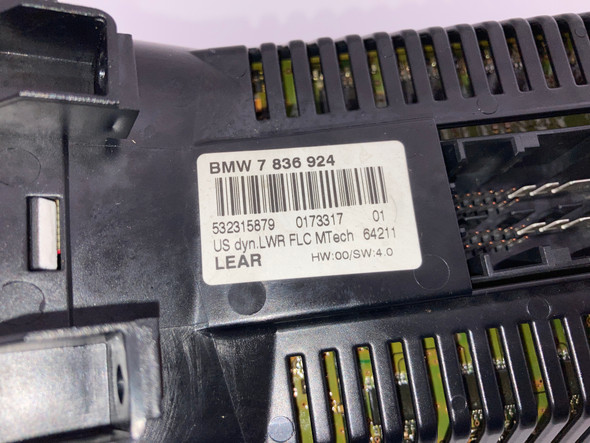 BMW 7 836 924
532315879 0173317 01
US dyn.LWR FLC MTech 64211
LEAR HW:00/SW:4.0